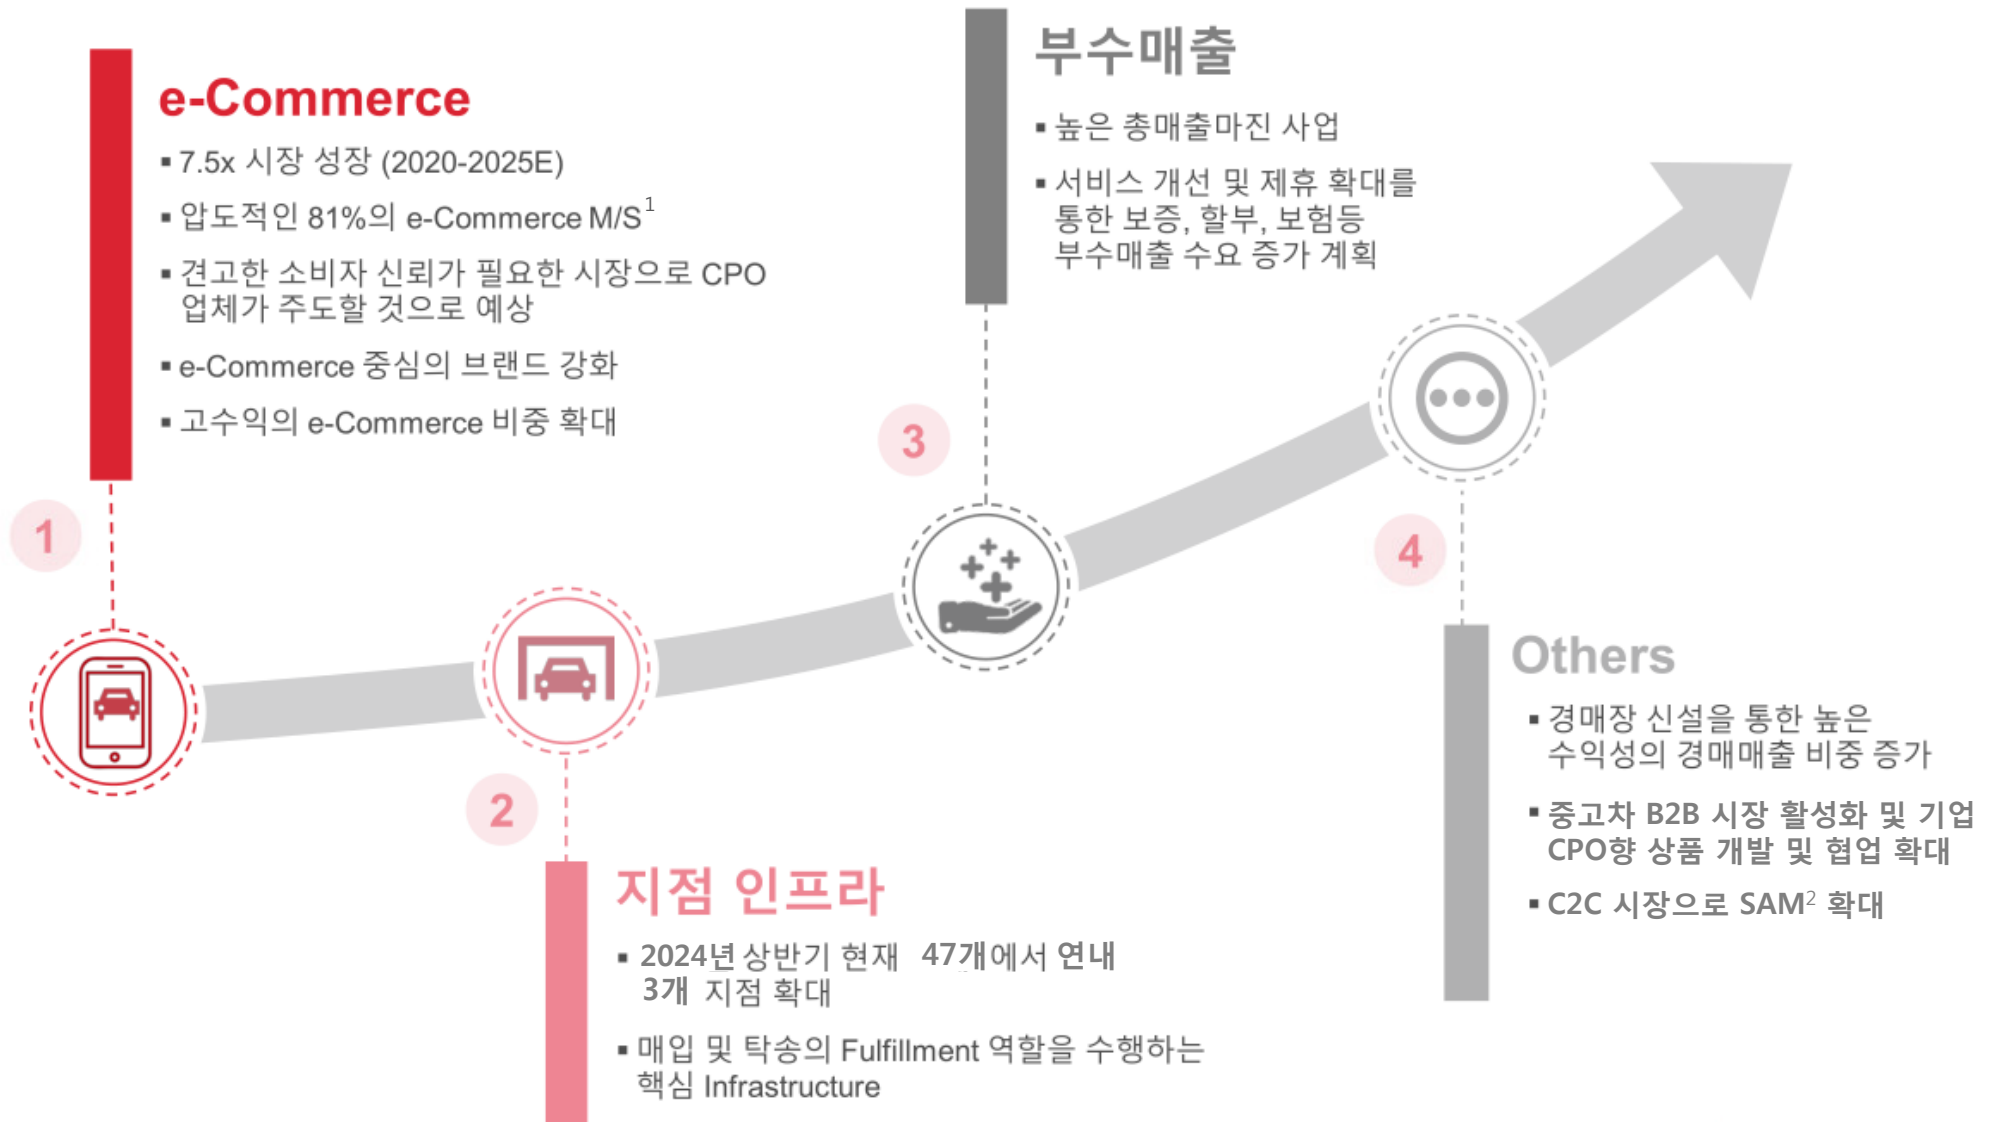 1
e-Commerce
▪ 7.5x 시장 성장 (2020-2025E)
▪ 압도적인 81%의 e-Commerce M/S1
▪ 견고한 소비자 신뢰가 필요한 시장으로 CPO
업체가 주도할 것으로 예상
▪ e-Commerce 중심의 브랜드 강화
▪ 고수익의 e-Commerce 비중 확대
2
지점 인프라
▪ 2024년 상반기 현재 47개에서 연내
3개 지점 확대
▪ 매입 및 탁송의 Fulfillment 역할을 수행하는
핵심 Infrastructure
3
부수매출
▪ 높은 총매출마진 사업
▪ 서비스 개선 및 제휴 확대를
통한 보증, 할부, 보험등
부수매출 수요 증가 계획
4
Others
▪ 경매장 신설을 통한 높은
수익성의 경매매출 비중 증가
▪ 중고차 B2B 시장 활성화 및 기업
CPO향 상품 개발 및 협업 확대
▪ C2C 시장으로 SAM2 확대